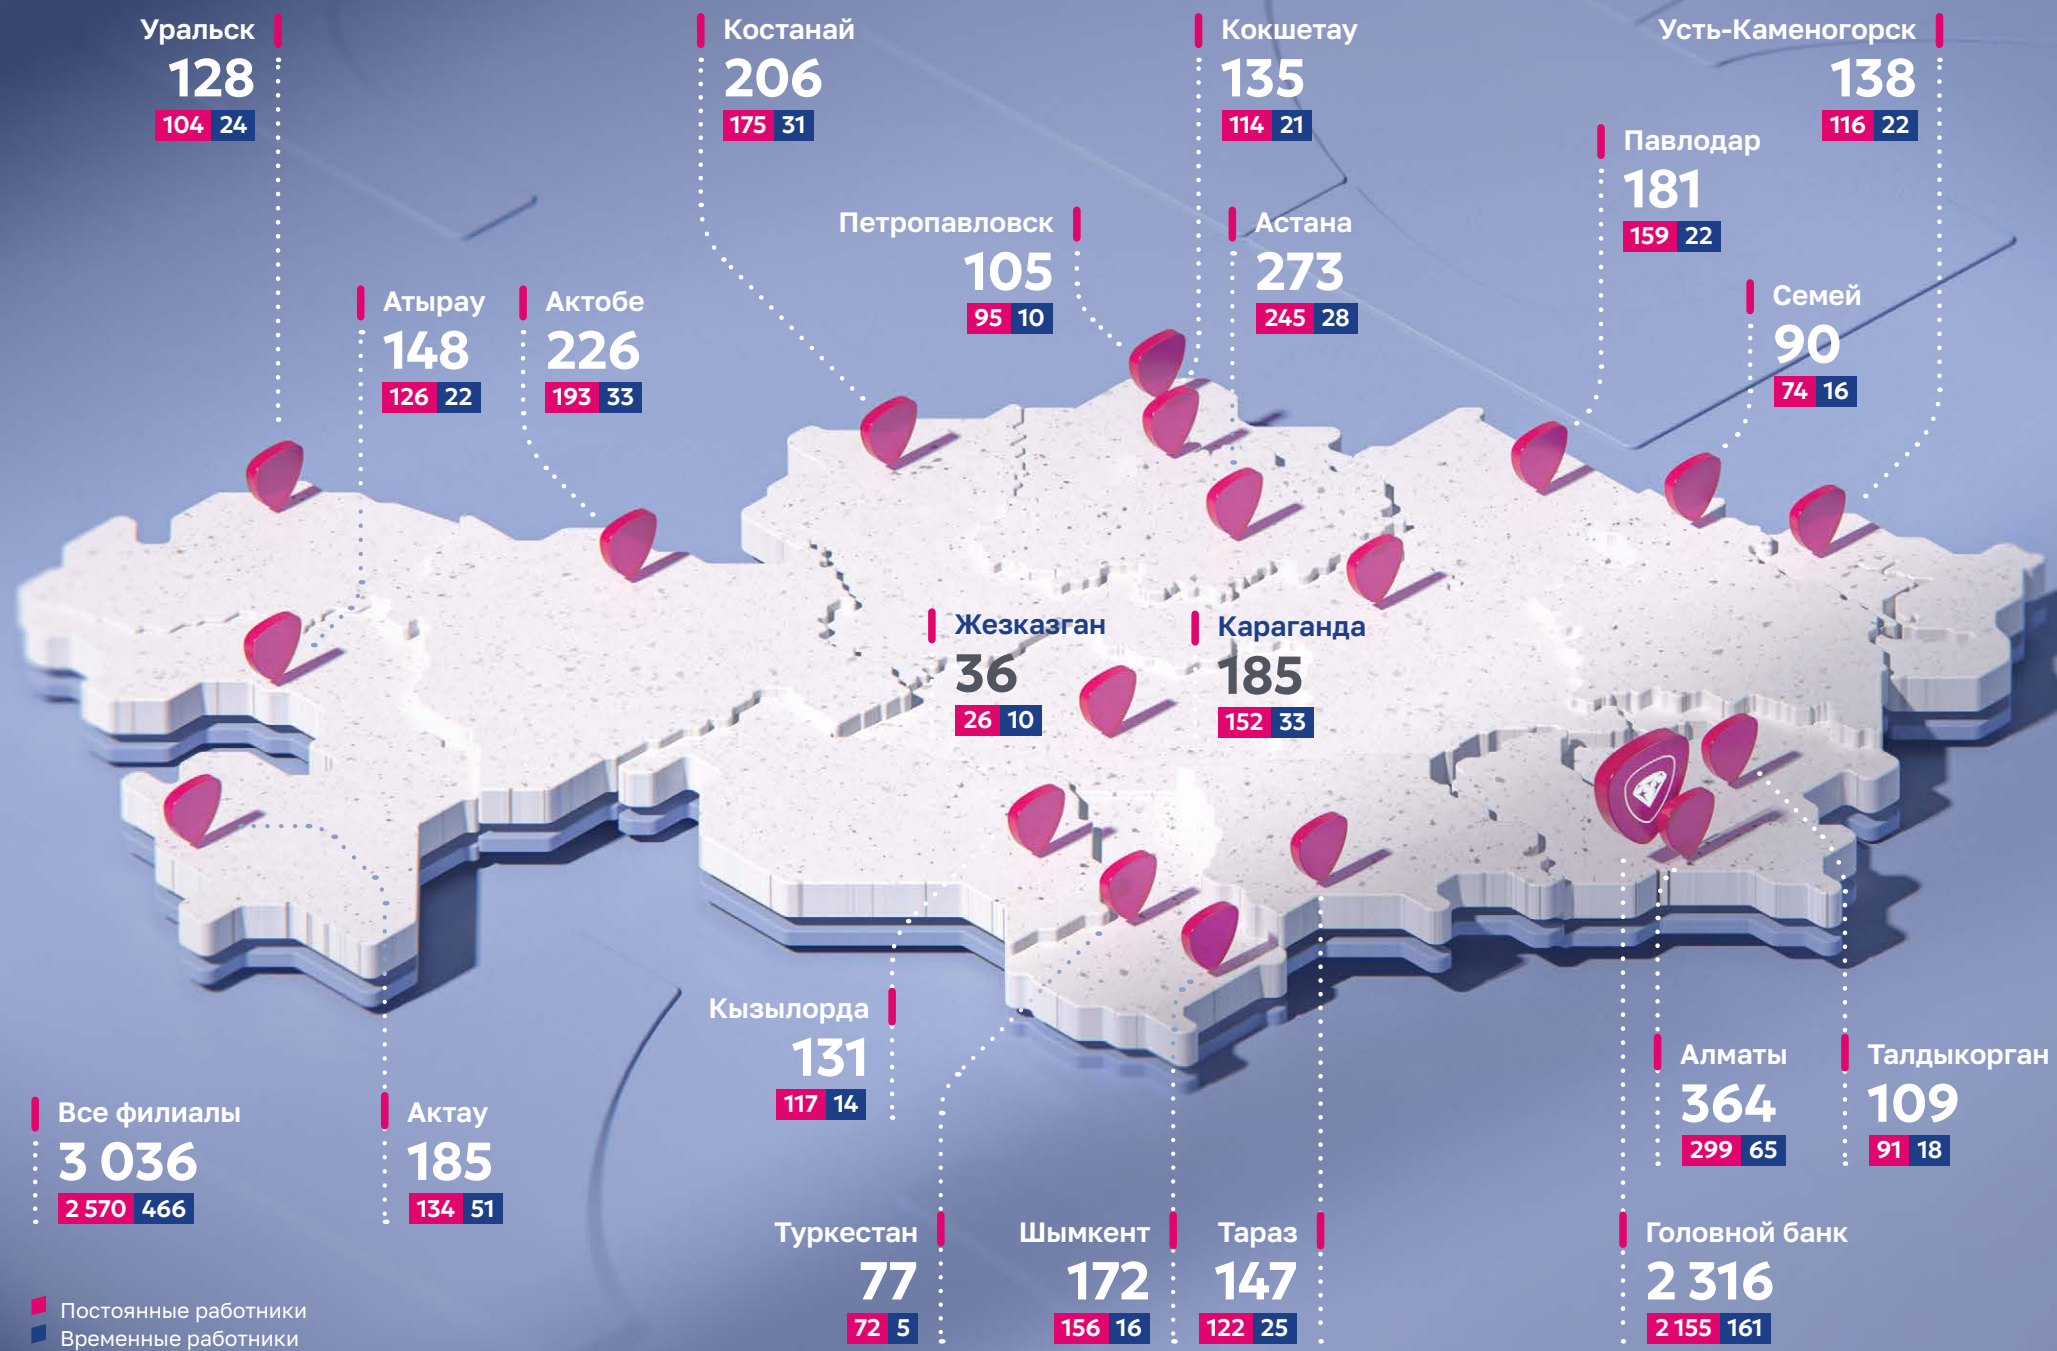 Уральск
128
104 24
Костанай
206
175 31
Кокшетау
135
114 21
Усть-Каменогорск
138
116 22
Павлодар
181
159 22
Петропавловск
105
95 10
Астана
273
245 28
Атырау
148
126 22
Актобе
226
193 33
Семей
90
74 16
Жезказган
36
26 10
Караганда
185
152 33
Кызылорда
131
117 14
Алматы
364
299 65
Талдыкорган
109
91 18
Все филиалы
3 036
2 570 466
Актау
185
134 51
Туркестан
77
72 5
Шымкент
172
156 16
Тараз
147
122 25
Головной банк
2 316
2 155 161
Постоянные работники
Временные работники